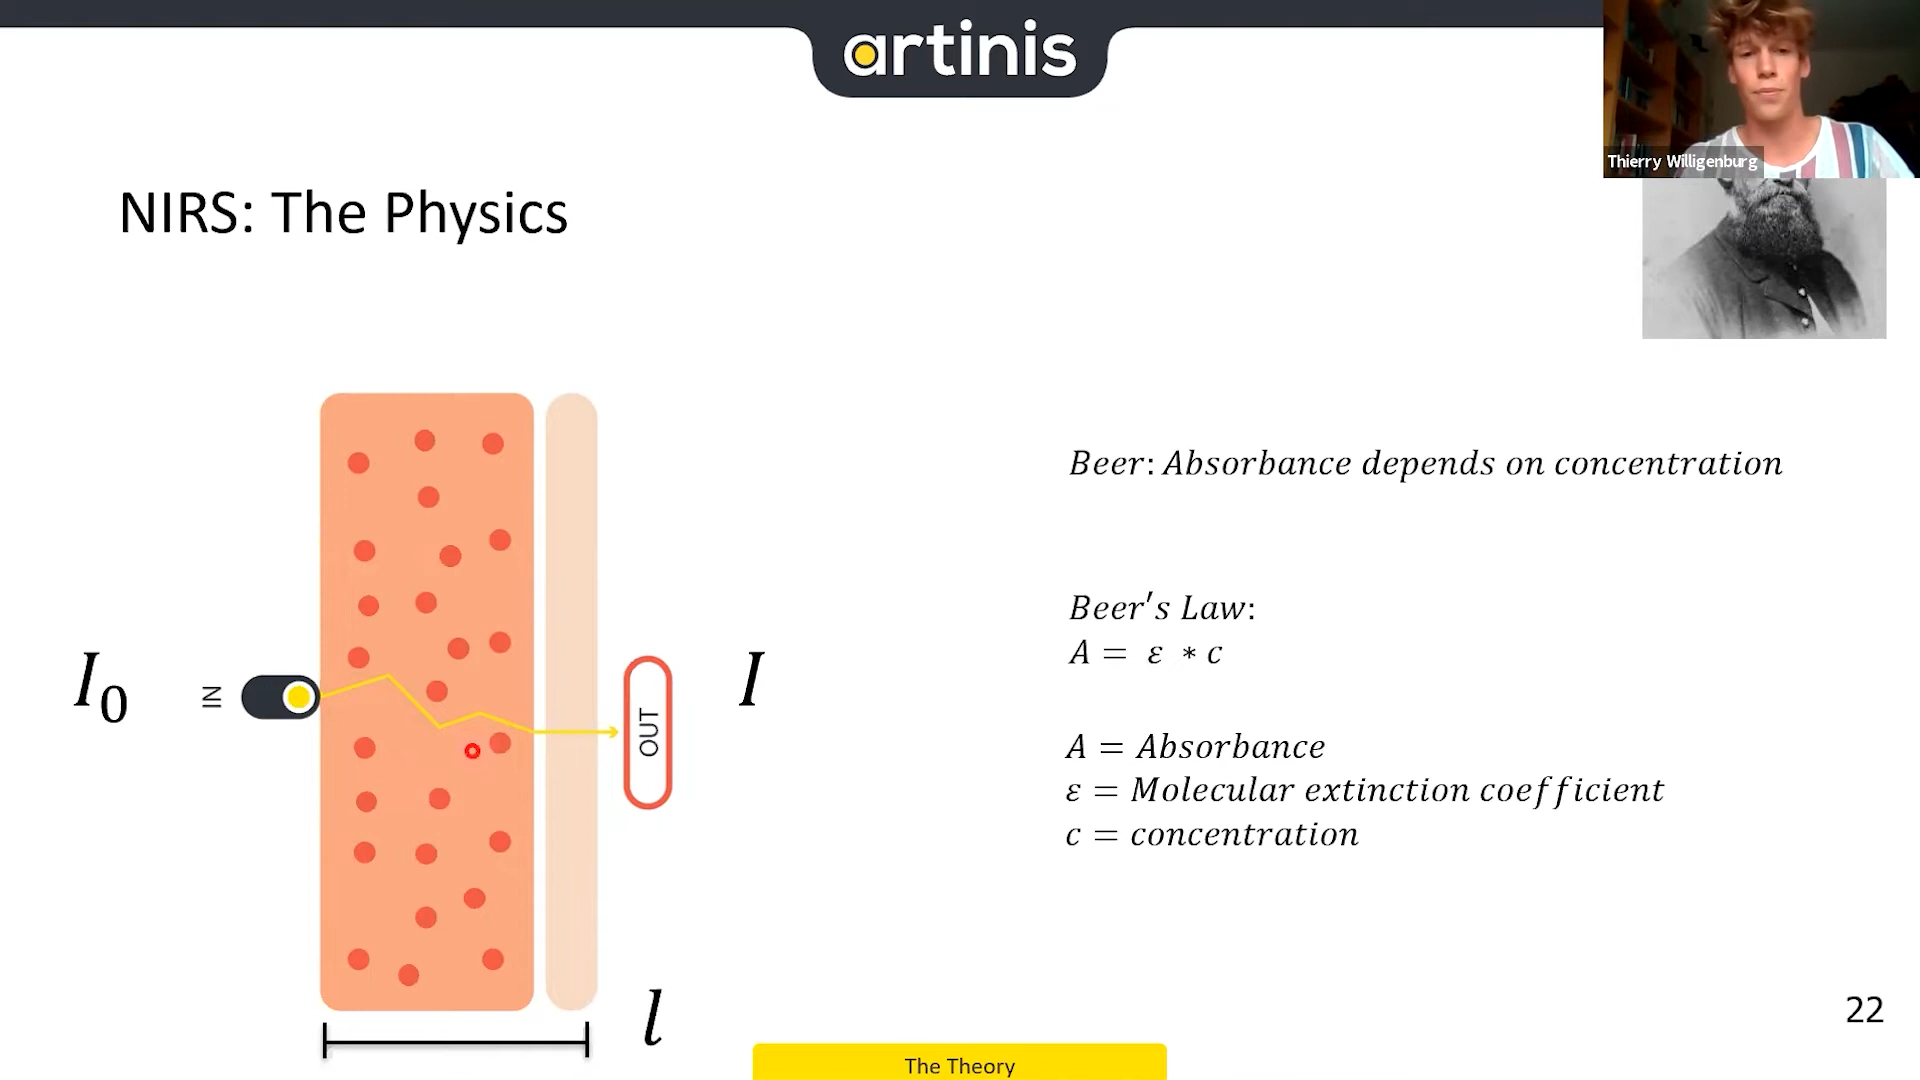 artinis
Thierry Willigenburg
NIRS: The Physics
Beer: Absorbance depends on concentration
Beer's Law:
A = ε * c
I₀
IN
OUT
I
A = Absorbance
ε = Molecular extinction coefficient
c = concentration
l
22
The Theory